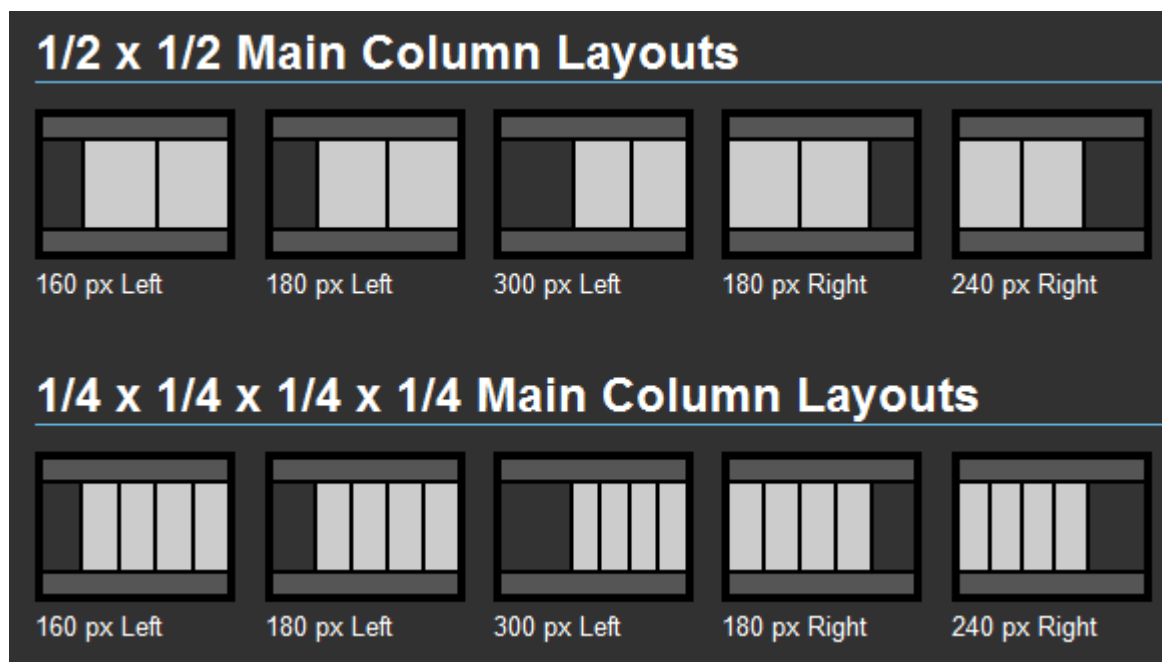 1/2 x 1/2 Main Column Layouts
160 px Left 180 px Left 300 px Left 180 px Right 240 px Right
1/4 x 1/4 x 1/4 x 1/4 Main Column Layouts
160 px Left 180 px Left 300 px Left 180 px Right 240 px Right